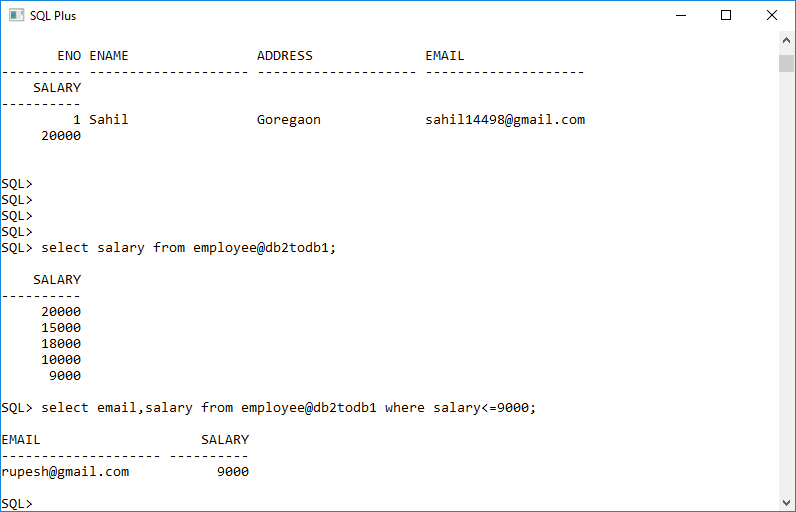 SQL Plus
       ENO ENAME                ADDRESS              EMAIL
---------- -------------------- -------------------- --------------------
    SALARY
----------
         1 Sahil                Goregaon             sahil14498@gmail.com
     20000
SQL>
SQL>
SQL>
SQL>
SQL> select salary from employee@db2todb1;
    SALARY
----------
     20000
     15000
     18000
     10000
      9000
SQL> select email,salary from employee@db2todb1 where salary<=9000;
EMAIL                    SALARY
-------------------- ----------
rupesh@gmail.com           9000
SQL>